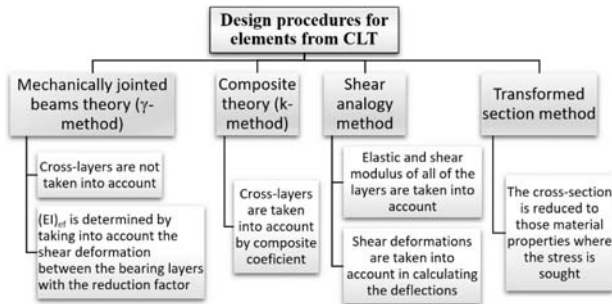 Design procedures for
elements from CLT
Mechanically jointed
beams theory (γ-
method)
Cross-layers are not
taken into account
(EI)ef is determined by
taking into account the
shear deformation
between the bearing layers
with the reduction factor
Composite
theory (k-
method)
Cross-layers
are taken
into account
by composite
coeficient
Shear
analogy
method
Elastic and shear
modulus of all of the
layers are taken into
account
Shear deformations
are taken into
account in calculating
the deflections
Transformed
section method
The cross-section
is reduced to
those material
properties where
the stress is
sought